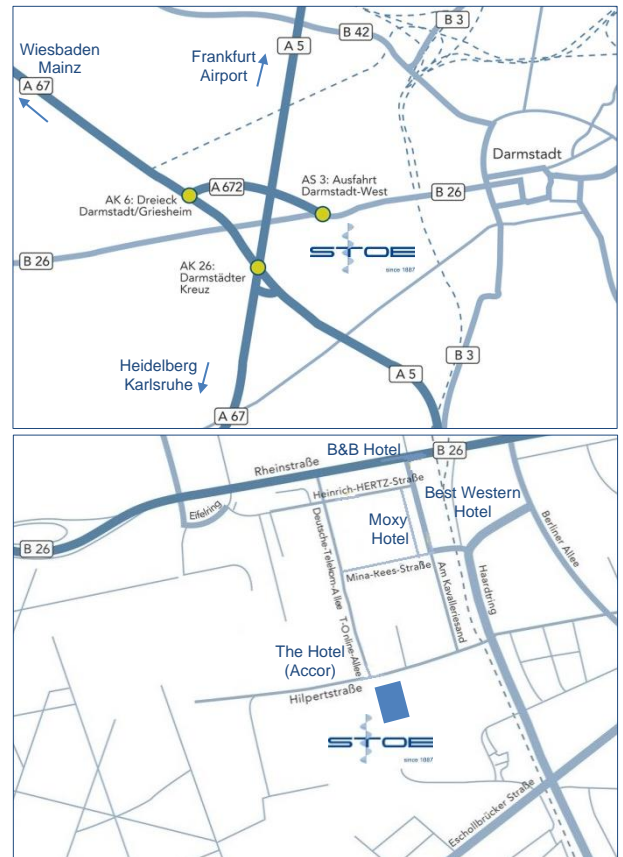 Wiesbaden
Mainz
A 67
Frankfurt
Airport
A 5
B 42
B 3
Darmstadt
A 672
AK 6: Dreieck
Darmstadt/Griesheim
AS 3: Ausfahrt
Darmstadt-West
B 26
B 26
STOE
since 1887
AK 26:
Darmstädter
Kreuz
Heidelberg
Karlsruhe
A 67
A 5
B 3
B&B Hotel
B 26
Rheinstraße
Heinrich-HERTZ-Straße
Best Western
Hotel
Eifelring
Moxy
Hotel
Deutsche-Telekom-Allee
Berliner Allee
B 26
Mina-Rees-Straße
Am Kavalleriesand
Haardtring
T-Online-Allee
The Hotel
(Accor)
Hilpertstraße
STOE
since 1887
Eschollbrücker Straße